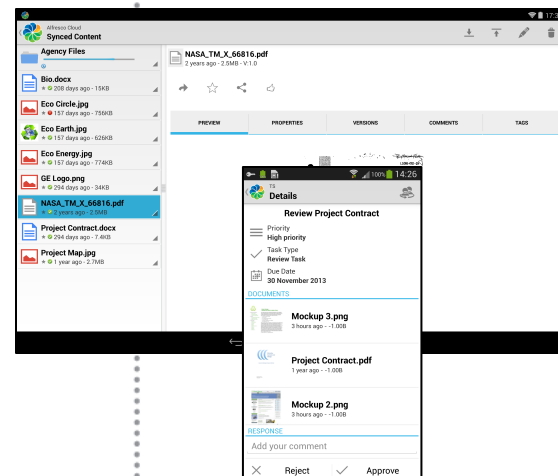 17:3
Alfresco Cloud
Synced Content
Agency Files
Bio.docx
208 days ago - 15KB
Eco Circle.jpg
157 days ago - 756KB
Eco Earth.jpg
157 days ago - 626KB
Eco Energy.jpg
157 days ago - 774KB
GE Logo.png
294 days ago - 34KB
NASA_TM_X_66816.pdf
2 years ago - 2.5MB
Project Contract.docx
294 days ago - 7.4KB
Project Map.jpg
1 year ago - 2.7MB
NASA_TM_X_66816.pdf
2 years ago - 2.5MB - V:1.0
PREVIEW
PROPERTIES
VERSIONS
COMMENTS
TAGS
100%
14:26
TS
Details
Review Project Contract
Priority
High priority
Task Type
Review Task
Due Date
30 November 2013
DOCUMENTS
Mockup 3.png
3 hours ago - -1.00B
Project Contract.pdf
1 year ago - -1.00B
Mockup 2.png
3 hours ago - -1.00B
RESPONSE
Add your comment
Reject
Approve